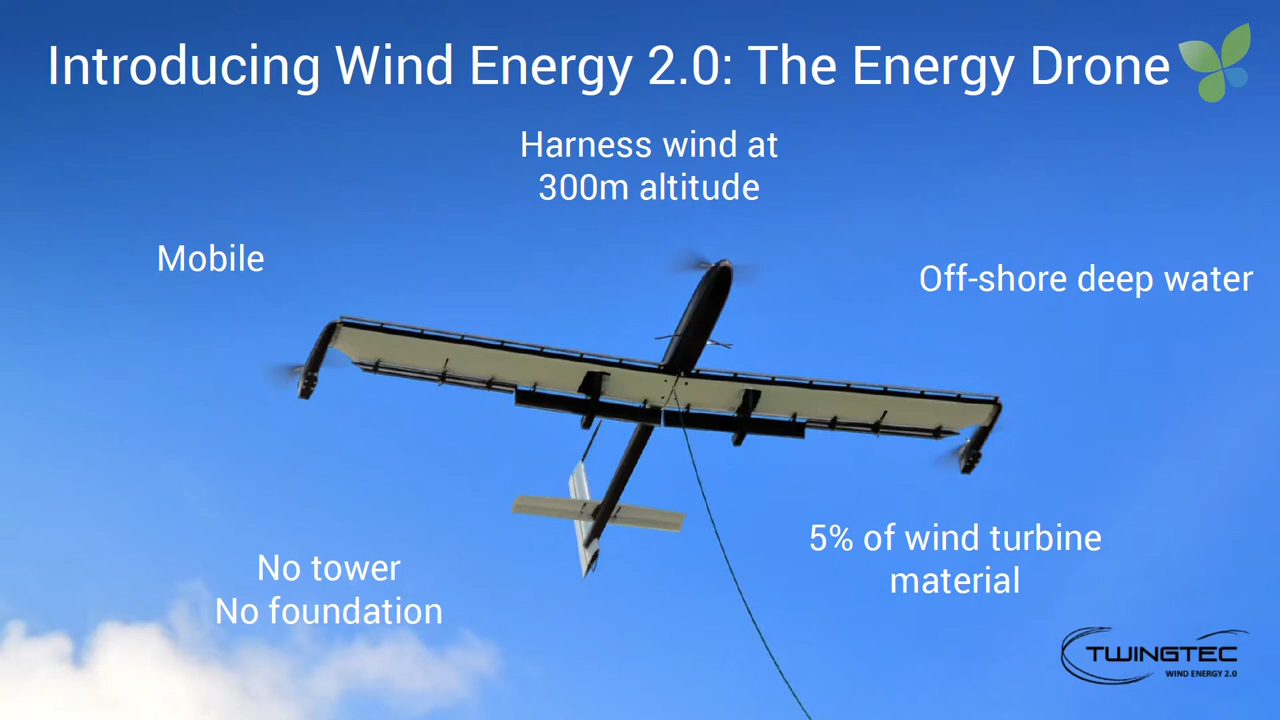 Introducing Wind Energy 2.0: The Energy Drone
Harness wind at
300m altitude
Mobile
Off-shore deep water
5% of wind turbine
material
No tower
No foundation
TWINGTEC
WIND ENERGY 2.0